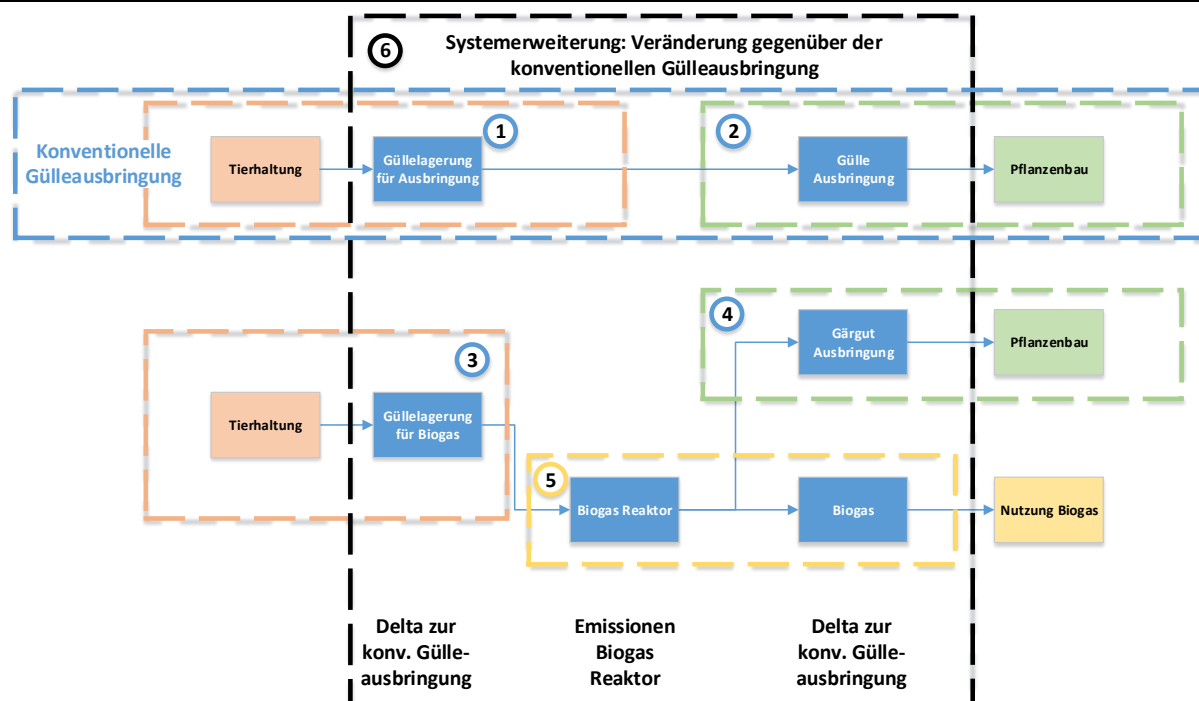 6
Systemerweiterung: Veränderung gegenüber der
konventionellen Gülleausbringung
Konventionelle
Gülleausbringung
1
2
Tierhaltung
Güllelagerung
für Ausbringung
Gülle
Ausbringung
Pflanzenbau
4
Gärgut
Ausbringung
Pflanzenbau
3
Tierhaltung
Güllelagerung
für Biogas
5
Biogas Reaktor
Biogas
Nutzung Biogas
Delta zur
konv. Gülle-
ausbringung
Emissionen
Biogas
Reaktor
Delta zur
konv. Gülle-
ausbringung